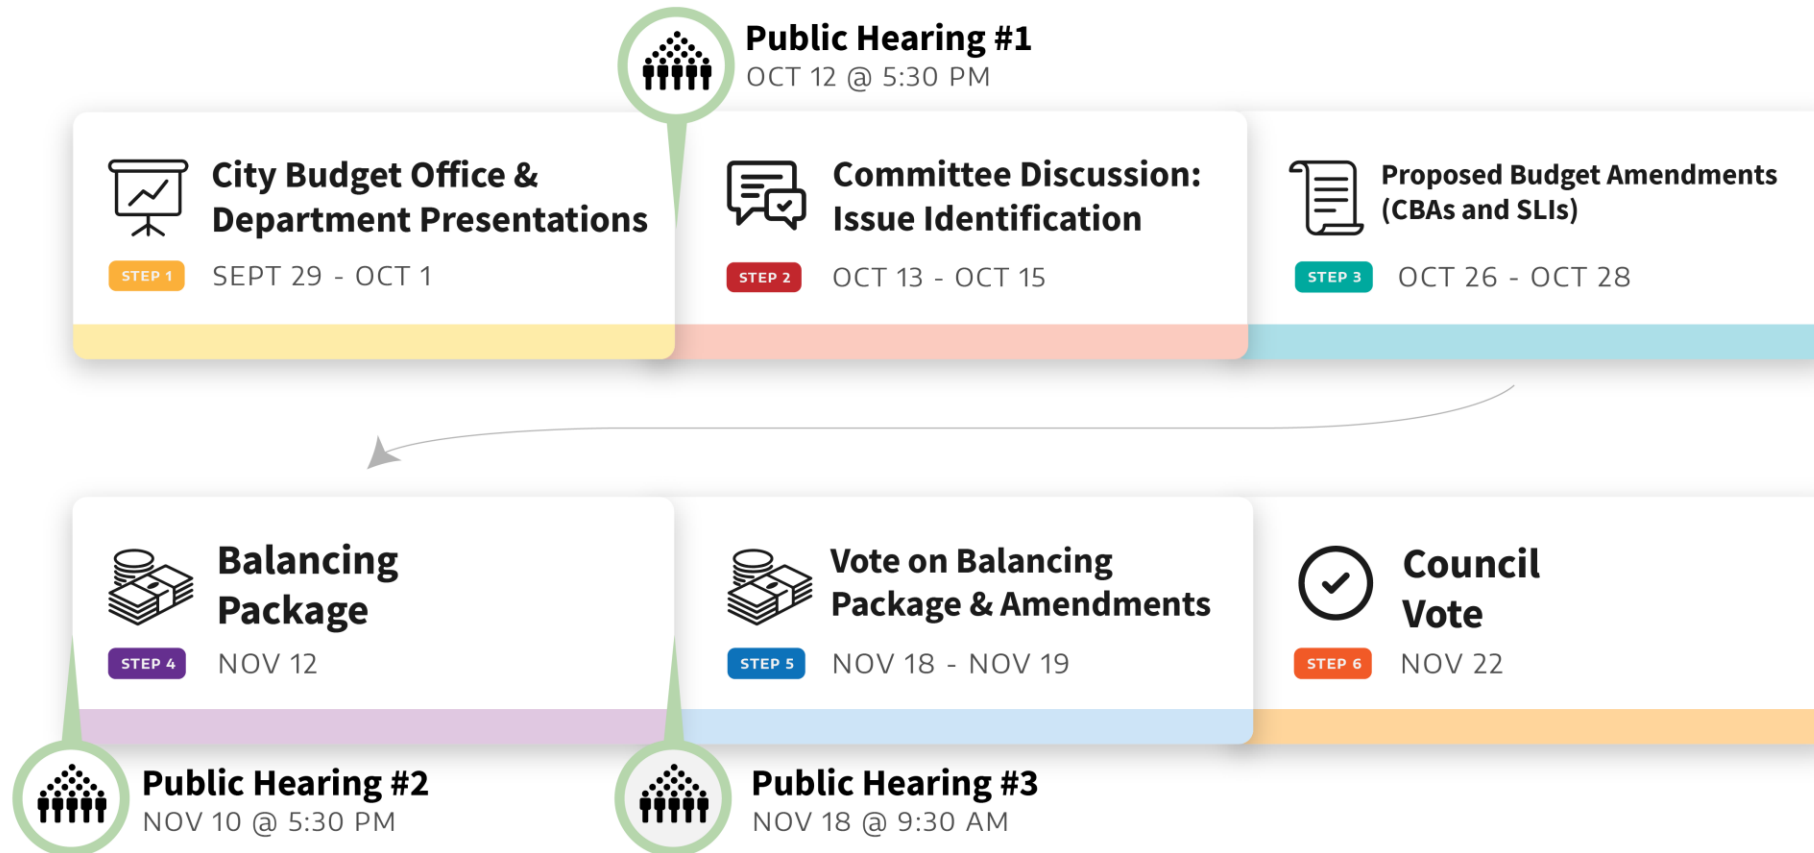 Public Hearing #1
OCT 12 @ 5:30 PM
City Budget Office &
Department Presentations
STEP 1
SEPT 29 - OCT 1
Committee Discussion:
Issue Identification
STEP 2
OCT 13 - OCT 15
Proposed Budget Amendments
(CBAs and SLIs)
STEP 3
OCT 26 - OCT 28
Balancing
Package
STEP 4
NOV 12
Vote on Balancing
Package & Amendments
STEP 5
NOV 18 - NOV 19
Council
Vote
STEP 6
NOV 22
Public Hearing #2
NOV 10 @ 5:30 PM
Public Hearing #3
NOV 18 @ 9:30 AM